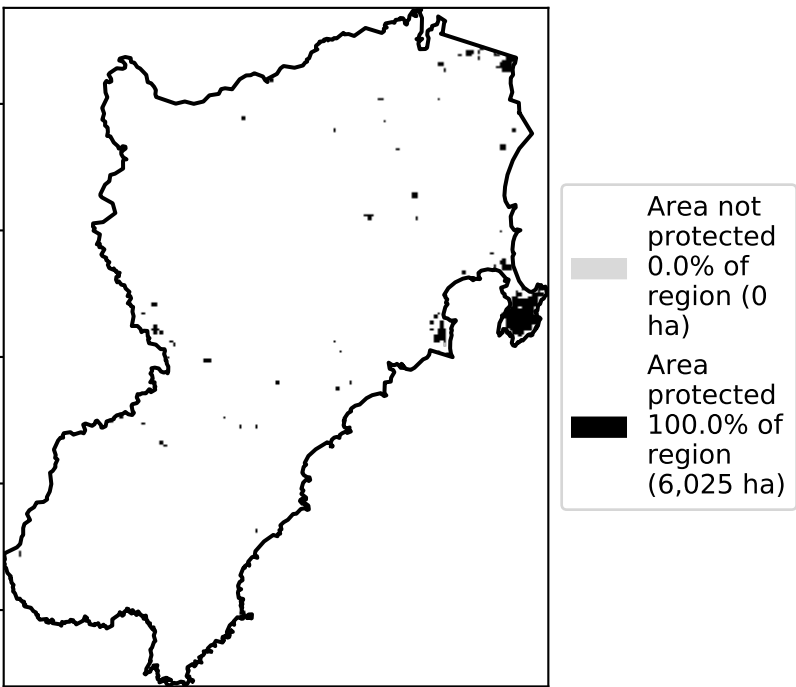 Area not
protected
0.0% of
region (0
ha)
Area
protected
100.0% of
region
(6,025 ha)